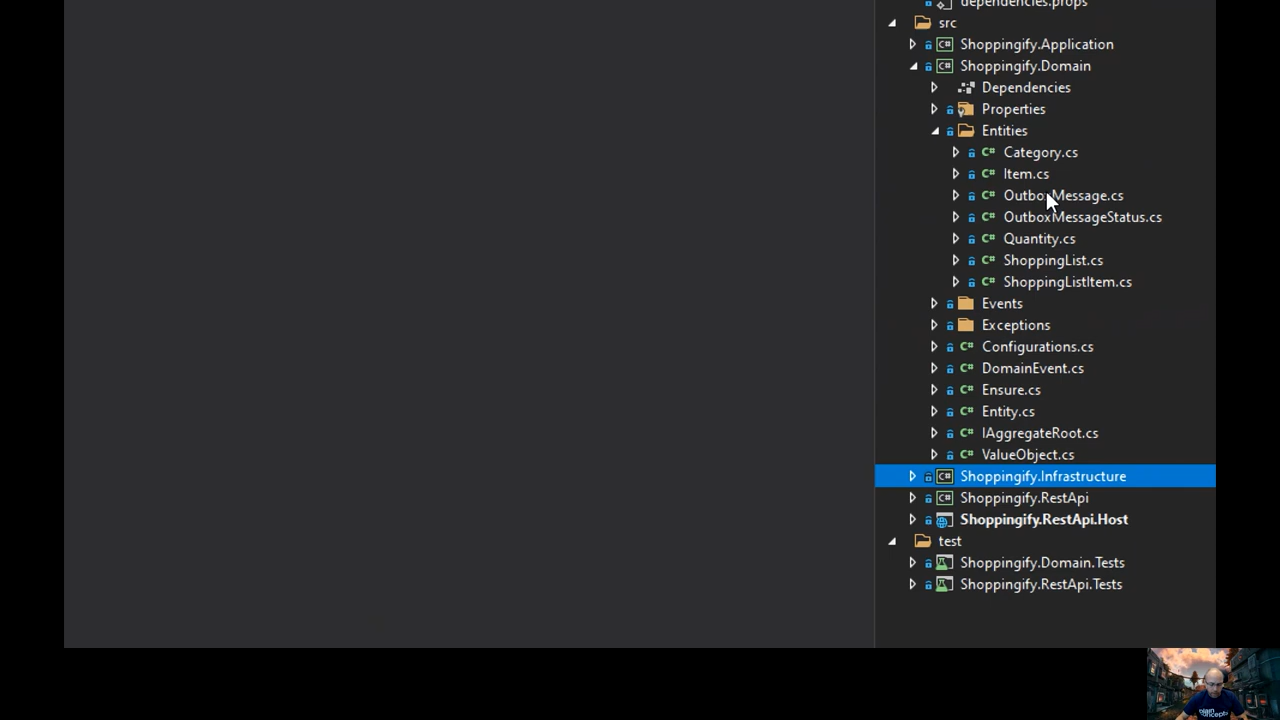 dependencies.props
src
Shoppingify.Application
Shoppingify.Domain
Dependencies
Properties
Entities
Category.cs
Item.cs
OutboxMessage.cs
OutboxMessageStatus.cs
Quantity.cs
ShoppingList.cs
ShoppingListItem.cs
Events
Exceptions
Configurations.cs
DomainEvent.cs
Ensure.cs
Entity.cs
IAggregateRoot.cs
ValueObject.cs
Shoppingify.Infrastructure
Shoppingify.RestApi
Shoppingify.RestApi.Host
test
Shoppingify.Domain.Tests
Shoppingify.RestApi.Tests
plain
concepts